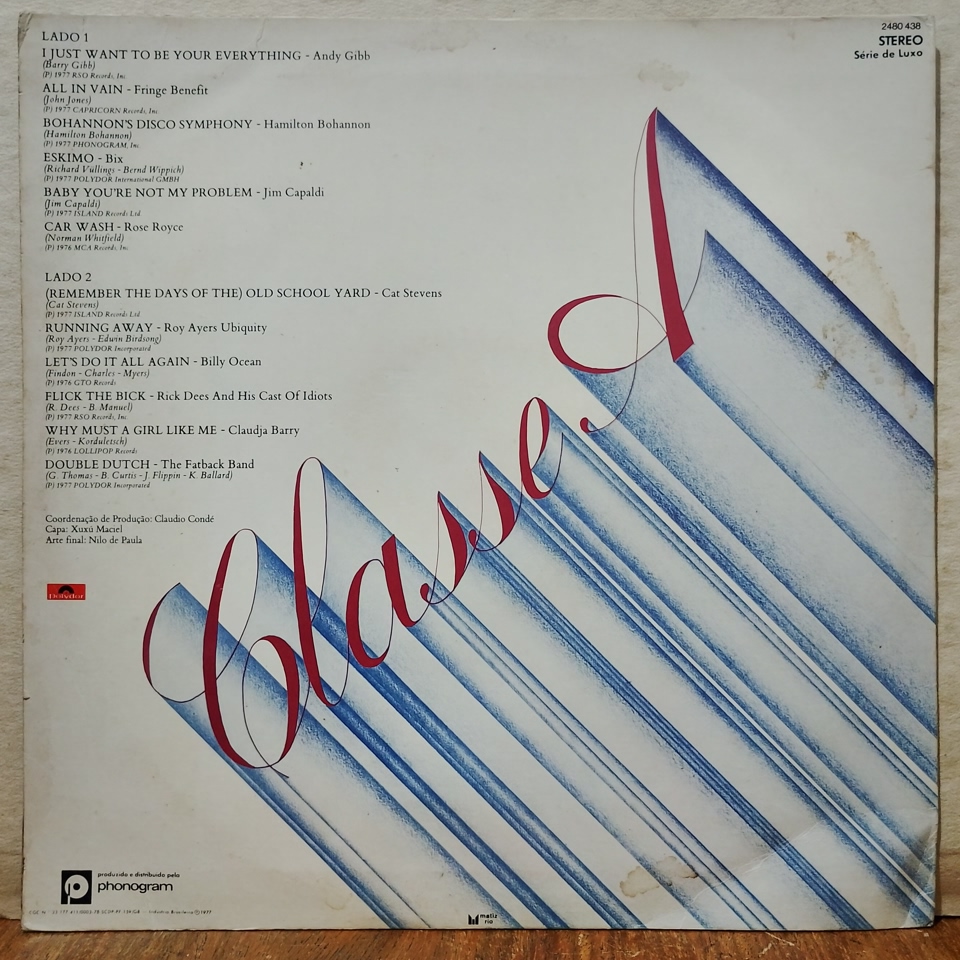 2480 438
STEREO
Série de Luxo
LADO 1
I JUST WANT TO BE YOUR EVERYTHING - Andy Gibb
(Barry Gibb)
(P) 1977 RSO Records, Inc.
ALL IN VAIN - Fringe Benefit
(John Jones)
(P) 1977 CAPRICORN Records, Inc.
BOHANNON'S DISCO SYMPHONY - Hamilton Bohannon
(Hamilton Bohannon)
(P) 1977 PHONOGRAM, Inc.
ESKIMO - Bix
(Richard Vüllings - Bernd Wippich)
(P) 1977 POLYDOR International GMBH
BABY YOU'RE NOT MY PROBLEM - Jim Capaldi
(Jim Capaldi)
(P) 1977 ISLAND Records Ltd
CAR WASH - Rose Royce
(Norman Whitfield)
(P) 1976 MCA Records, Inc.
LADO 2
(REMEMBER THE DAYS OF THE) OLD SCHOOL YARD - Cat Stevens
(Cat Stevens)
(P) 1977 ISLAND Records Ltd
RUNNING AWAY - Roy Ayers Ubiquity
(Roy Ayers - Edwin Birdsong)
(P) 1977 POLYDOR Incorporated
LET'S DO IT ALL AGAIN - Billy Ocean
(Findon - Charles - Myers)
(P) 1976 GTO Records
FLICK THE BICK - Rick Dees And His Cast Of Idiots
(R. Dees - B. Manuel)
(P) 1977 RSO Records, Inc.
WHY MUST A GIRL LIKE ME - Claudja Barry
(Evers - Korduletsch)
(P) 1976 LOLLIPOP Records
DOUBLE DUTCH - The Fatback Band
(G. Thomas - B. Curtis - J. Flippin - K. Ballard)
(P) 1977 POLYDOR Incorporated
Coordenação de Produção: Claudio Condé
Capa: Xuxú Maciel
Arte final: Nilo de Paula
Polydor
Classe A
produzido e distribuído pela
phonogram
Indústria Brasileira Ⓟ 1977
matiz
rio